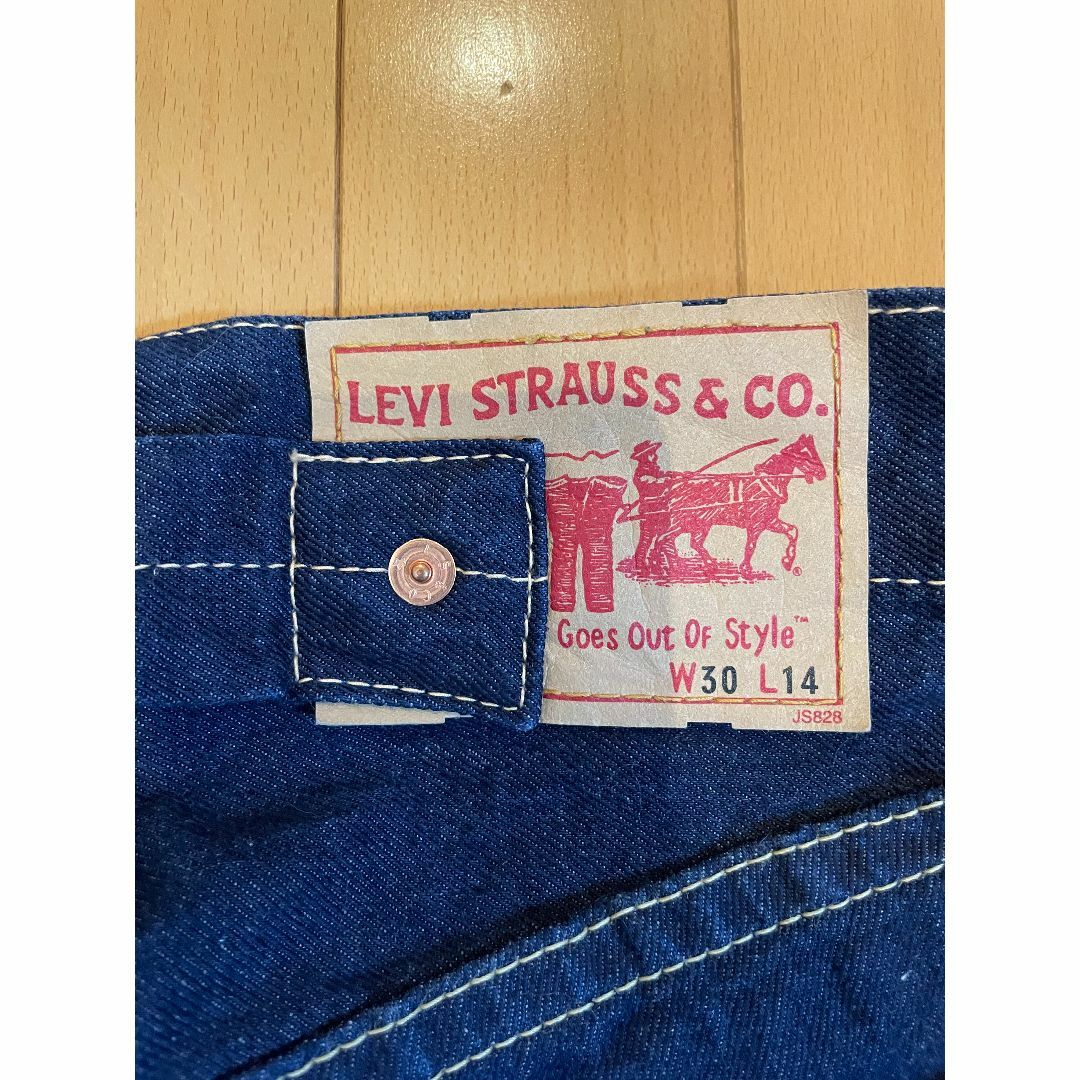 LEVI STRAUSS & CO.
®
Goes Out Of Style™
W30 L14
JS828